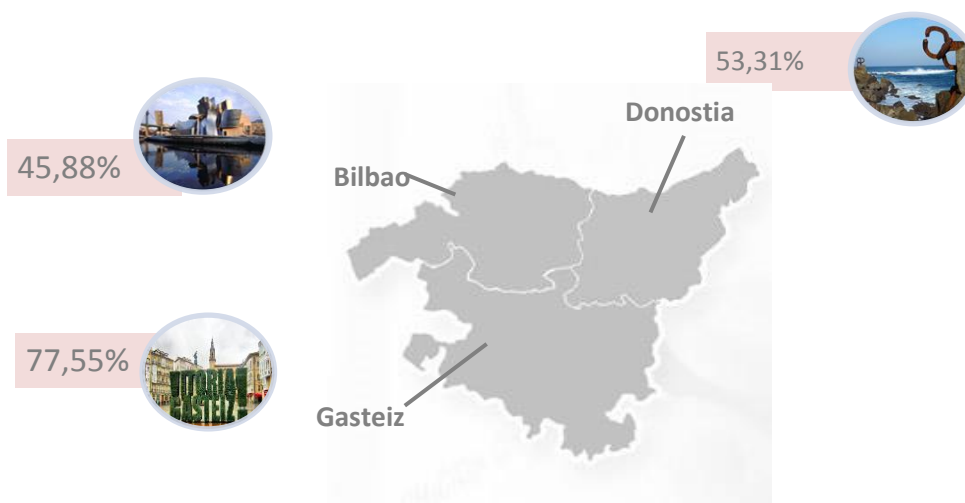 53,31%
Donostia
45,88%
Bilbao
77,55%
VITORIA
GASTEIZ
Gasteiz